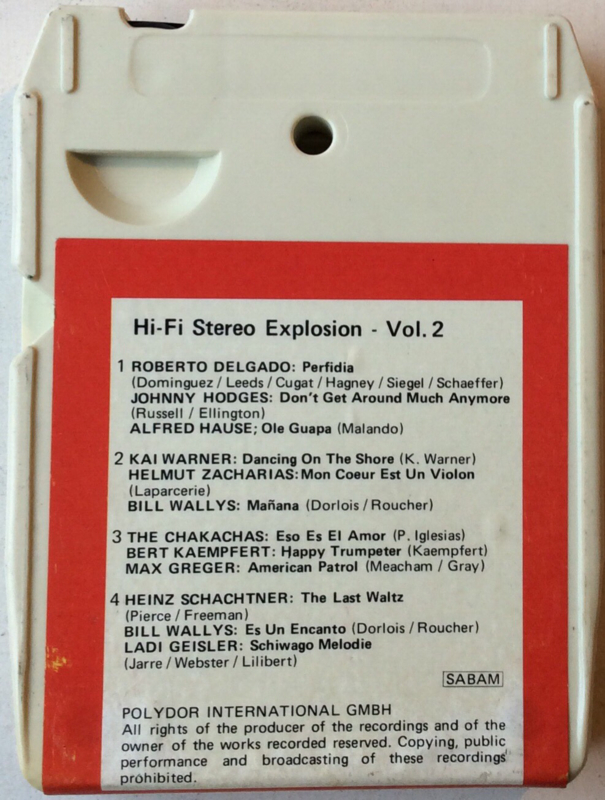 Hi-Fi Stereo Explosion - Vol. 2
1 ROBERTO DELGADO: Perfidia
(Dominguez / Leeds / Cugat / Hagney / Siegel / Schaeffer)
JOHNNY HODGES: Don't Get Around Much Anymore
(Russell / Ellington)
ALFRED HAUSE; Ole Guapa (Malando)
2 KAI WARNER: Dancing On The Shore (K. Warner)
HELMUT ZACHARIAS: Mon Coeur Est Un Violon
(Laparcerie)
BILL WALLYS: Mañana (Dorlois / Roucher)
3 THE CHAKACHAS: Eso Es El Amor (P. Iglesias)
BERT KAEMPFERT: Happy Trumpeter (Kaempfert)
MAX GREGER: American Patrol (Meacham / Gray)
4 HEINZ SCHACHTNER: The Last Waltz
(Pierce / Freeman)
BILL WALLYS: Es Un Encanto (Dorlois / Roucher)
LADI GEISLER: Schiwago Melodie
(Jarre / Webster / Lilibert)
SABAM
POLYDOR INTERNATIONAL GMBH
All rights of the producer of the recordings and of the
owner of the works recorded reserved. Copying, public
performance and broadcasting of these recordings
prohibited.